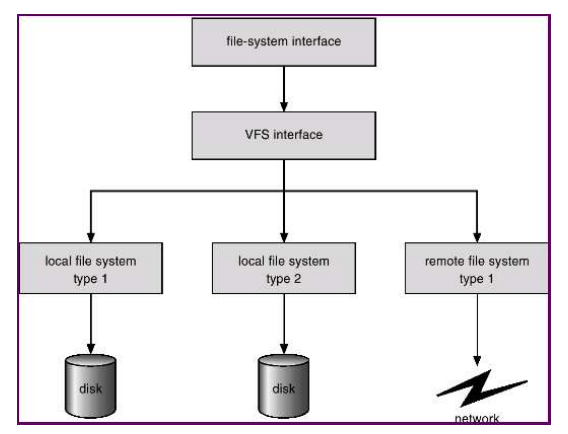 file-system interface
VFS interface
local file system
type 1
local file system
type 2
remote file system
type 1
disk
disk
network